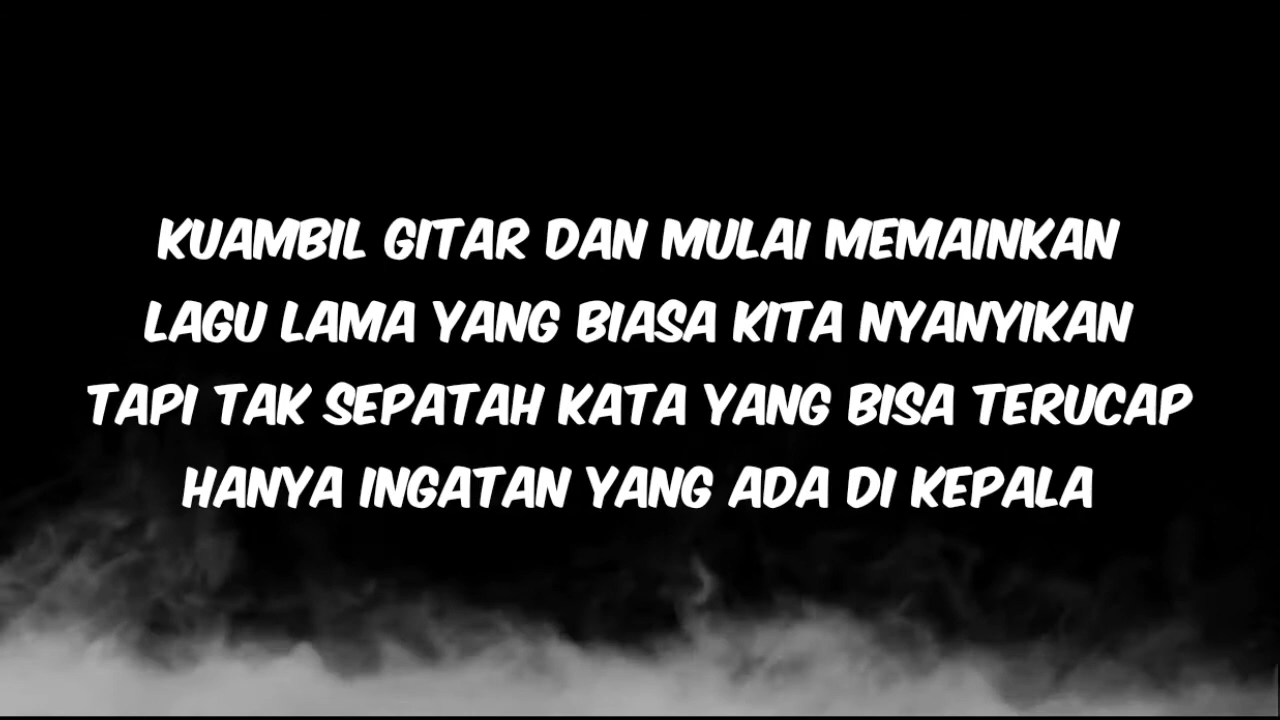 KUAMBIL GITAR DAN MULAI MEMAINKAN
LAGU LAMA YANG BIASA KITA NYANYIKAN
TAPI TAK SEPATAH KATA YANG BISA TERUCAP
HANYA INGATAN YANG ADA DI KEPALA